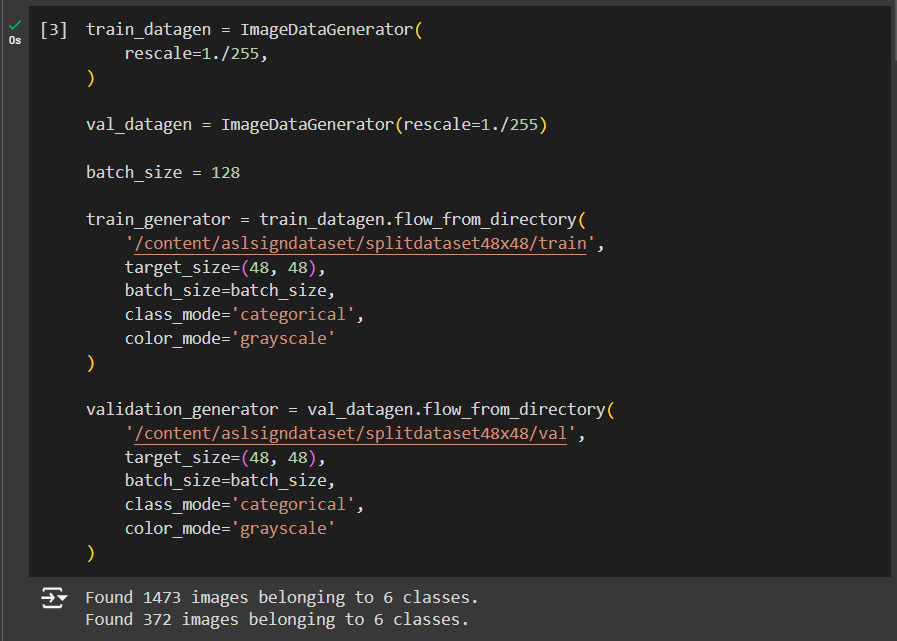 0s
[3] train_datagen = ImageDataGenerator(
    rescale=1./255,
)

val_datagen = ImageDataGenerator(rescale=1./255)

batch_size = 128

train_generator = train_datagen.flow_from_directory(
    '/content/aslsigndataset/splitdataset48x48/train',
    target_size=(48, 48),
    batch_size=batch_size,
    class_mode='categorical',
    color_mode='grayscale'
)

validation_generator = val_datagen.flow_from_directory(
    '/content/aslsigndataset/splitdataset48x48/val',
    target_size=(48, 48),
    batch_size=batch_size,
    class_mode='categorical',
    color_mode='grayscale'
)
Found 1473 images belonging to 6 classes.
Found 372 images belonging to 6 classes.